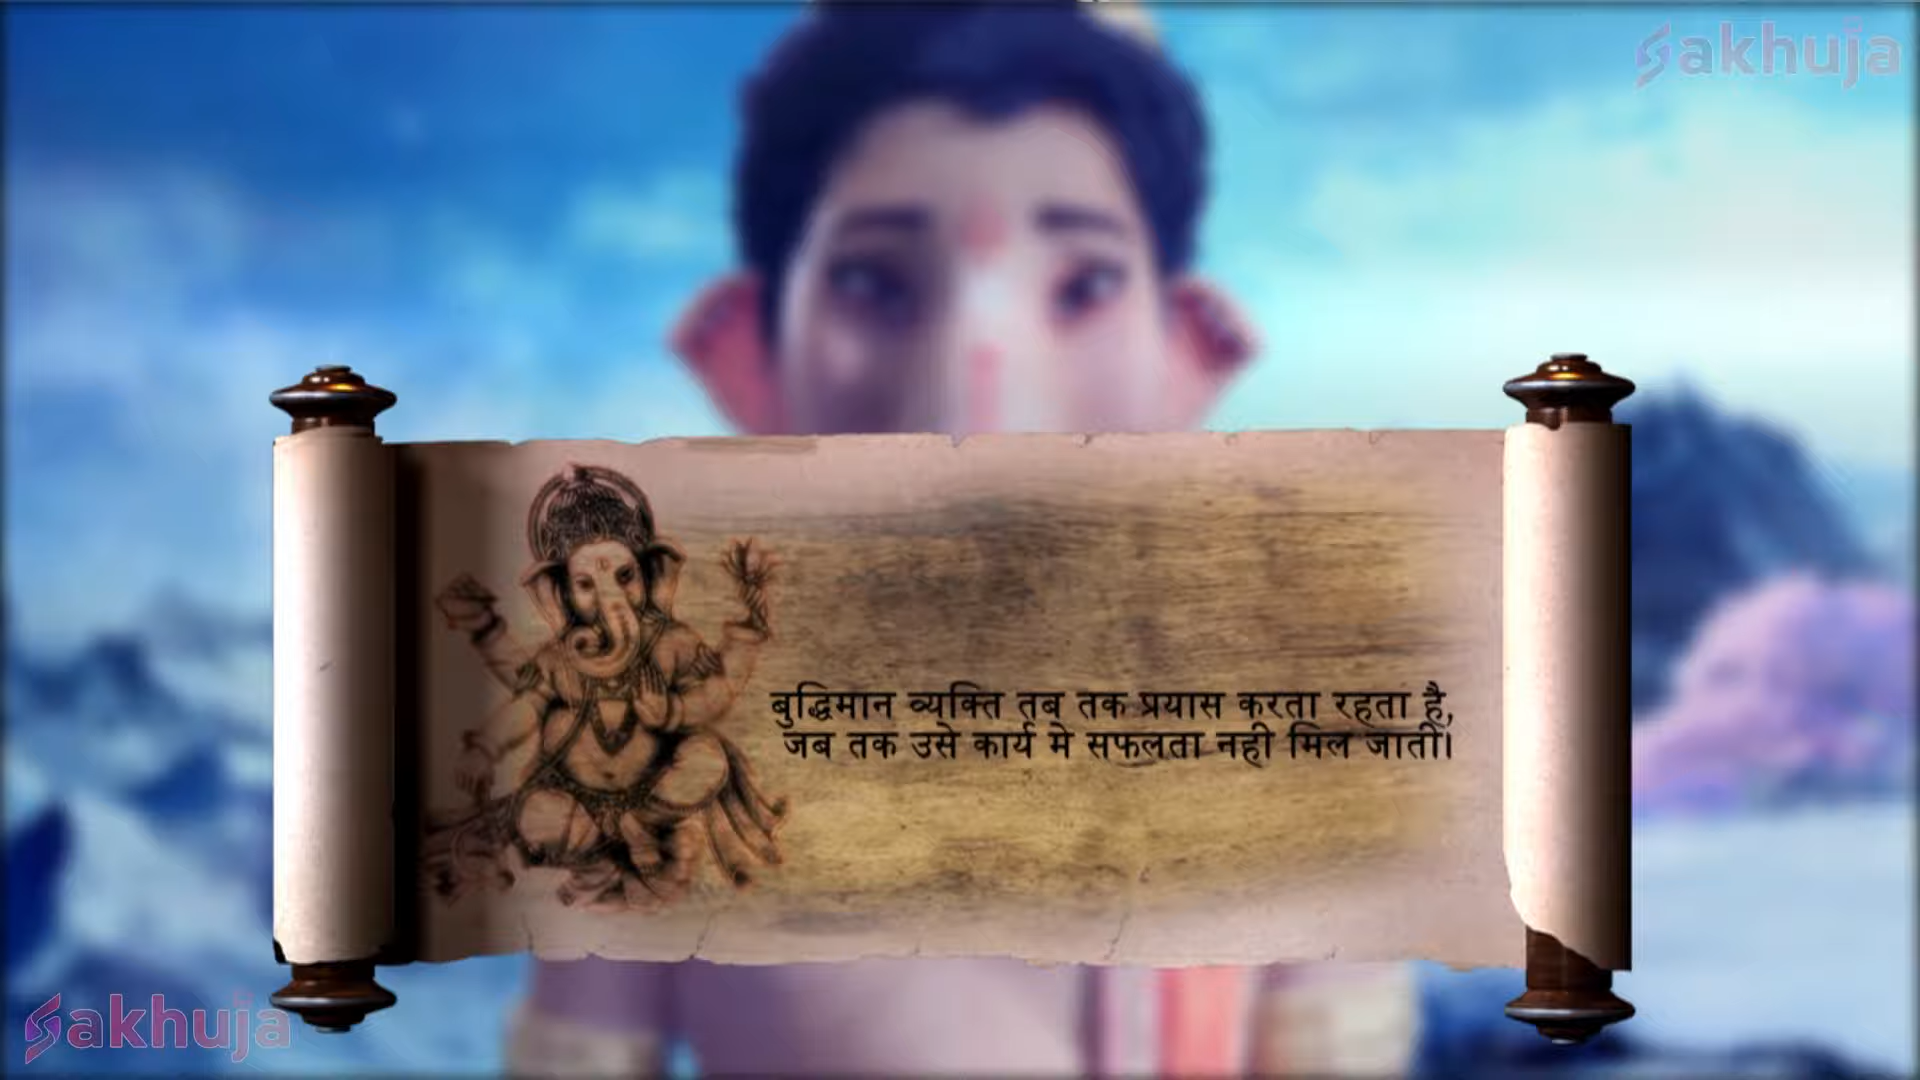 Sakhuja
बुद्धिमान व्यक्ति तब तक प्रयास करता रहता है,
जब तक उसे कार्य मे सफलता नही मिल जाती।
Sakhuja